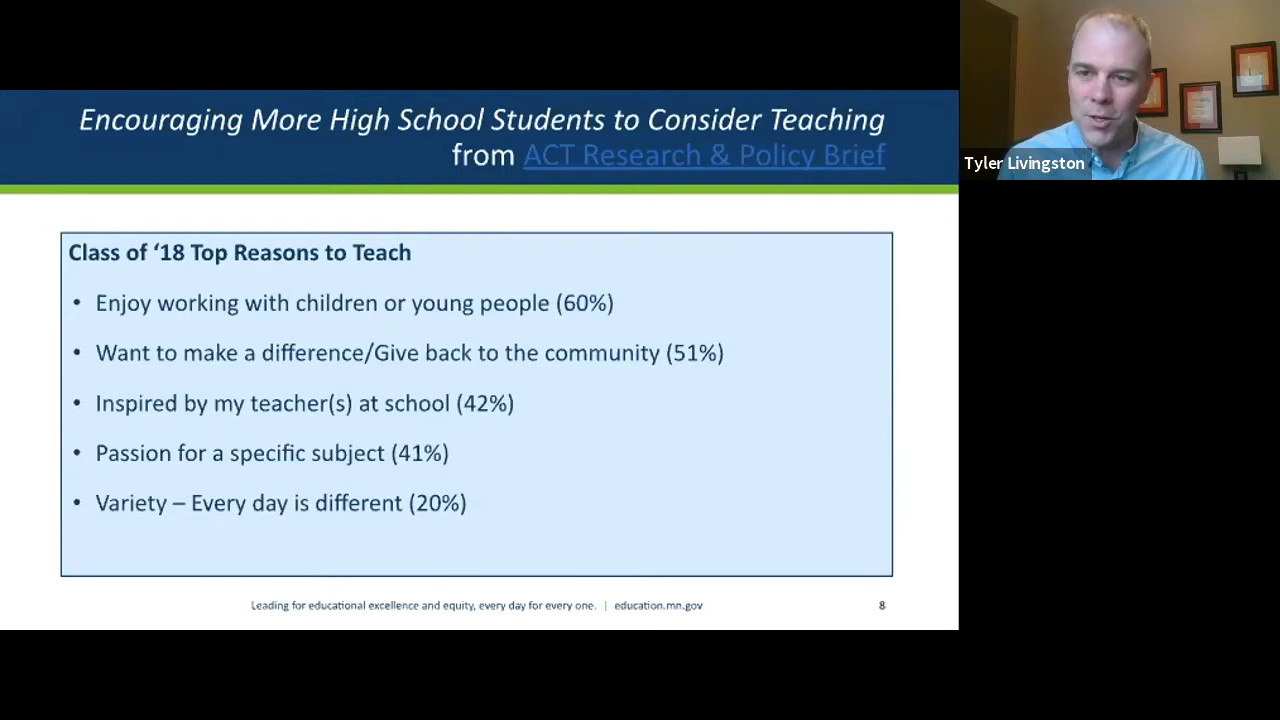 Encouraging More High School Students to Consider Teaching
from ACT Research & Policy Brief
Tyler Livingston
Class of ‘18 Top Reasons to Teach
• Enjoy working with children or young people (60%)
• Want to make a difference/Give back to the community (51%)
• Inspired by my teacher(s) at school (42%)
• Passion for a specific subject (41%)
• Variety – Every day is different (20%)
Leading for educational excellence and equity, every day for every one. | education.mn.gov
8